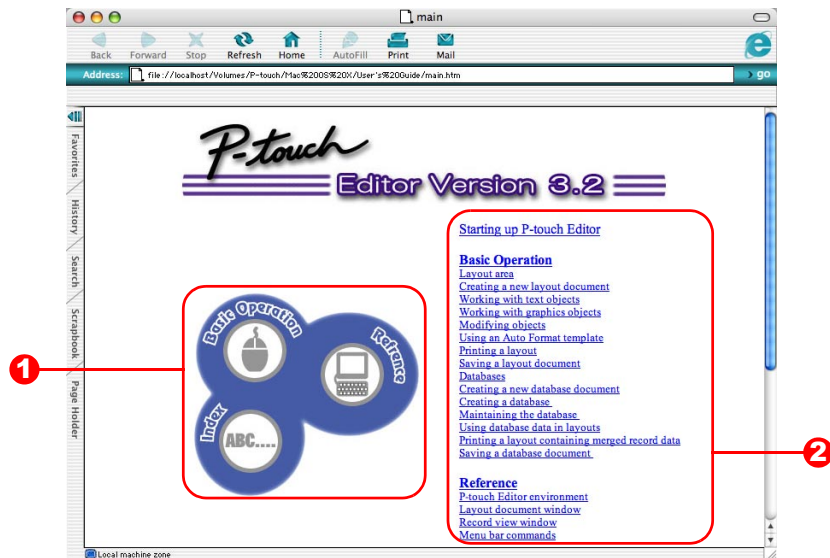 main
Back Forward Stop Refresh Home AutoFill Print Mail
Address: file://localhost/Volumes/P-touch/Mac%20OS%20X/User's%20Guide/main.htm go
Favorites
History
Search
Scrapbook
Page Holder
P-touch
Editor Version 3.2
Basic Operation
Refrence
Index
ABC....
1
Starting up P-touch Editor
Basic Operation
Layout area
Creating a new layout document
Working with text objects
Working with graphics objects
Modifying objects
Using an Auto Format template
Printing a layout
Saving a layout document
Databases
Creating a new database document
Creating a database
Maintaining the database
Using database data in layouts
Printing a layout containing merged record data
Saving a database document
Reference
P-touch Editor environment
Layout document window
Record view window
Menu bar commands
2
Local machine zone